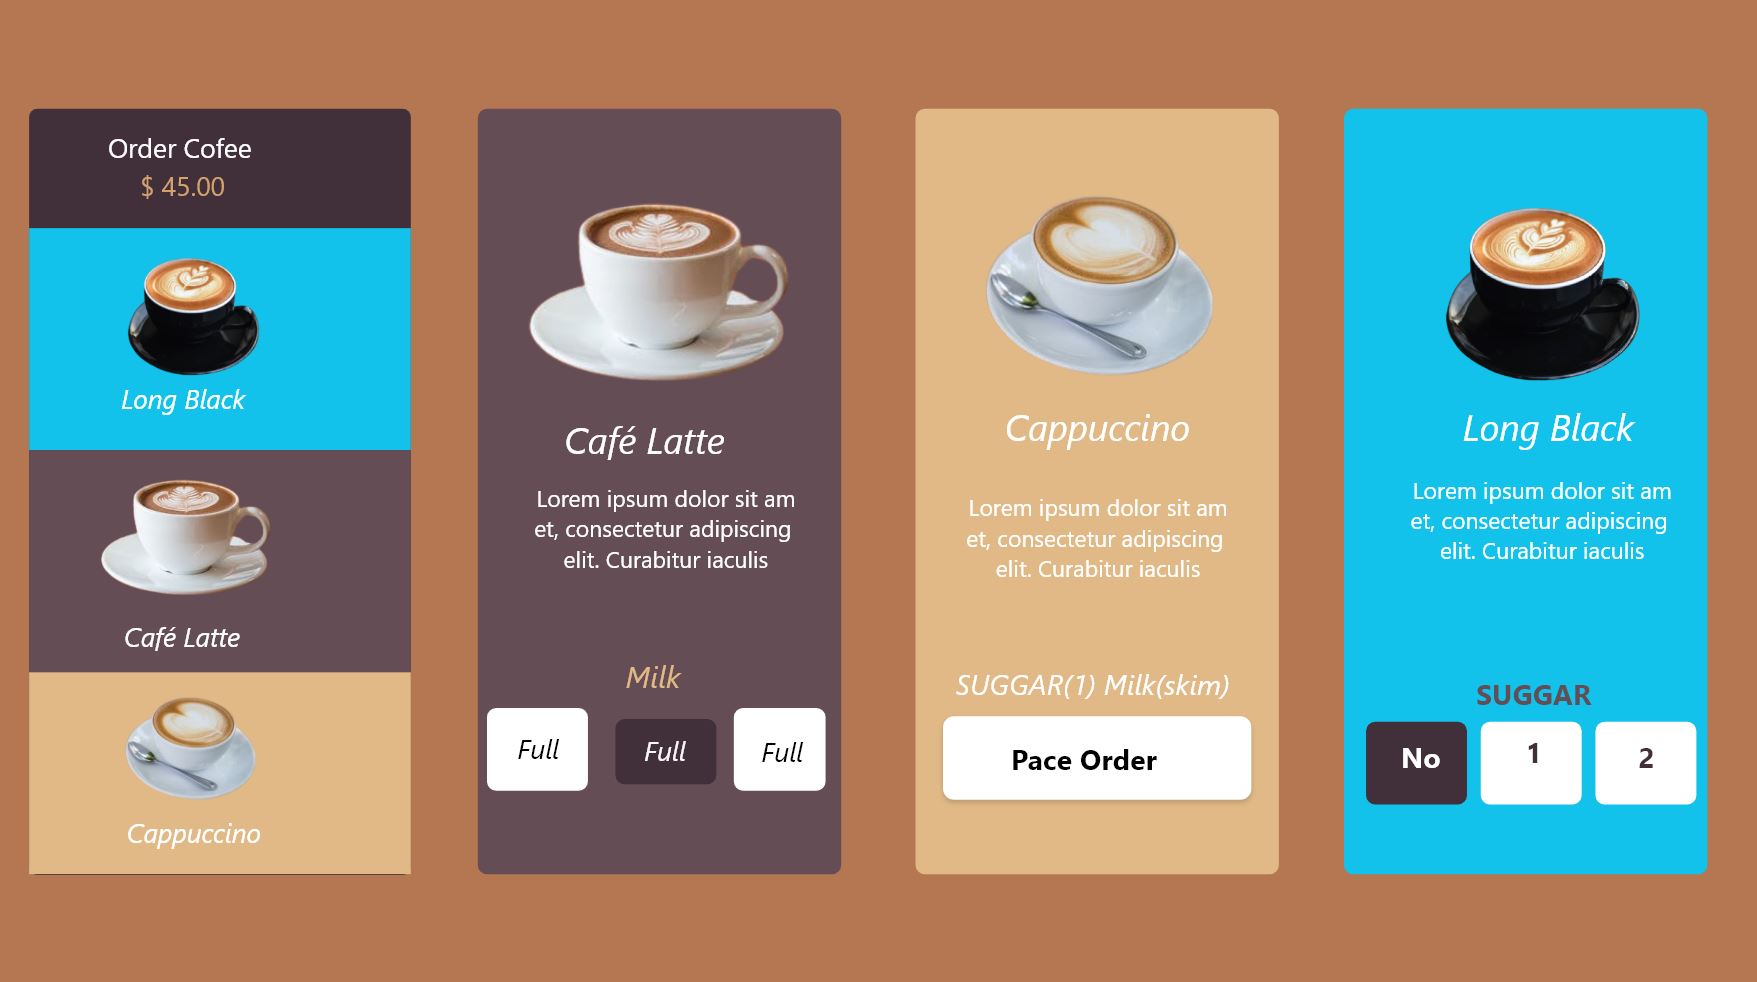 Order Cofee
$ 45.00
Long Black
Café Latte
Cappuccino
Café Latte
Lorem ipsum dolor sit am
et, consectetur adipiscing
elit. Curabitur iaculis
Milk
Full
Full
Full
Cappuccino
Lorem ipsum dolor sit am
et, consectetur adipiscing
elit. Curabitur iaculis
SUGGAR(1) Milk(skim)
Pace Order
Long Black
Lorem ipsum dolor sit am
et, consectetur adipiscing
elit. Curabitur iaculis
SUGGAR
No
1
2